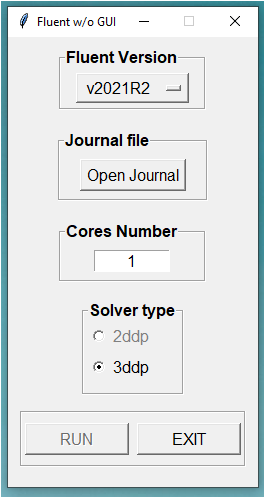 Fluent w/o GUI
Fluent Version
v2021R2
Journal file
Open Journal
Cores Number
1
Solver type
2ddp
3ddp
RUN EXIT